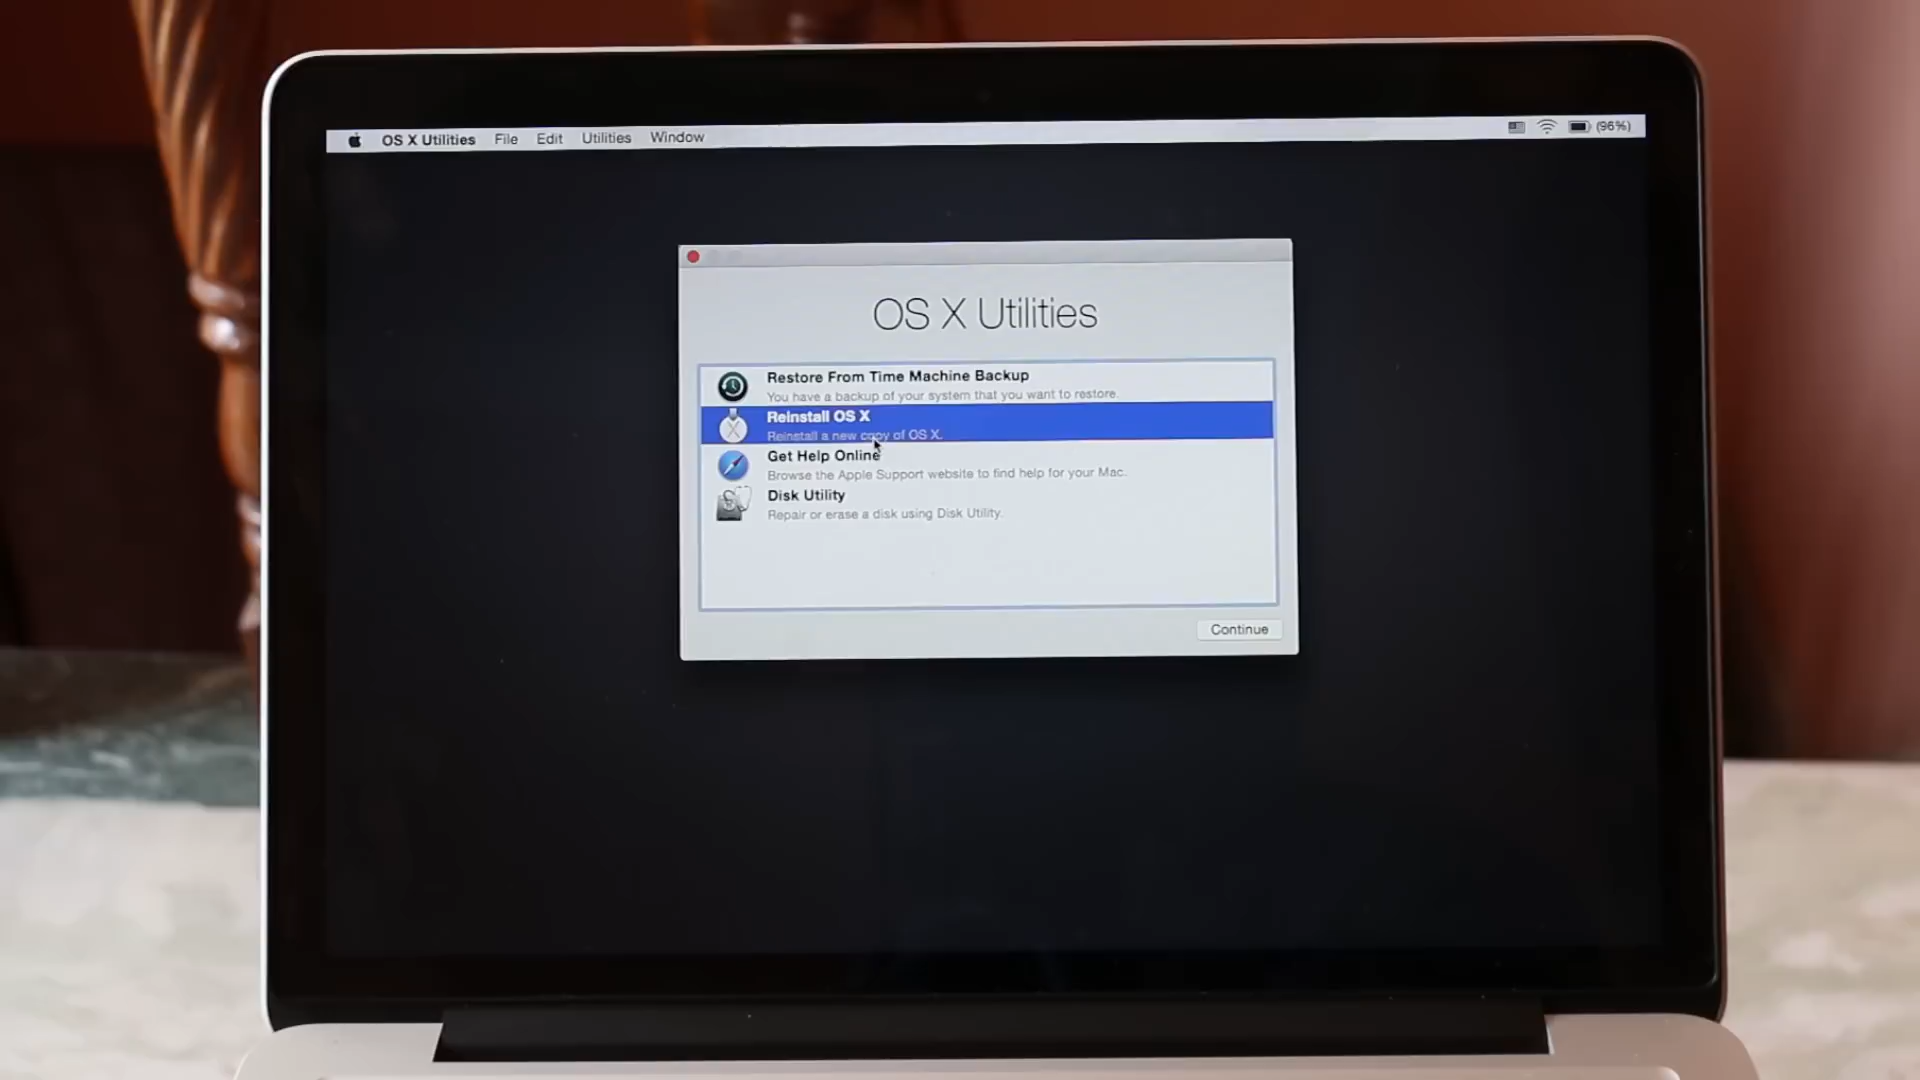 OS X Utilities File Edit Utilities Window (96%)
OS X Utilities
Restore From Time Machine Backup
You have a backup of your system that you want to restore.
Reinstall OS X
Reinstall a new copy of OS X.
Get Help Online
Browse the Apple Support website to find help for your Mac.
Disk Utility
Repair or erase a disk using Disk Utility.
Continue